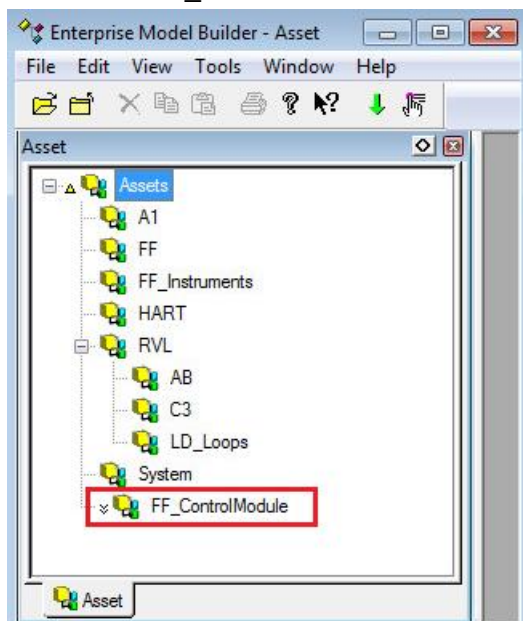 Enterprise Model Builder - Asset
File Edit View Tools Window Help
Asset
Assets
A1
FF
FF_Instruments
HART
RVL
AB
C3
LD_Loops
System
FF_ControlModule
Asset